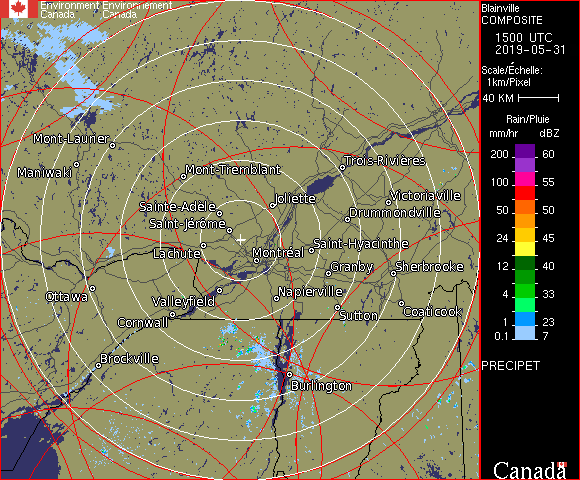 Environment Environnement
Canada Canada
Blainville
COMPOSITE
1500 UTC
2019-05-31
Scale/Échelle:
1km/Pixel
40 KM
Rain/Pluie
mm/hr dBZ
200 60
100 55
50 50
24 45
12 40
4 33
1 23
0.1 7
PRECIPET
Canada
Mont-Laurier
Maniwaki
Mont-Tremblant
Trois-Rivières
Joliette
Victoriaville
Sainte-Adèle
Drummondville
Saint-Jérôme
Saint-Hyacinthe
Lachute
Montréal
Granby
Sherbrooke
Ottawa
Valleyfield
Napierville
Cornwall
Sutton
Coaticook
Brockville
Burlington